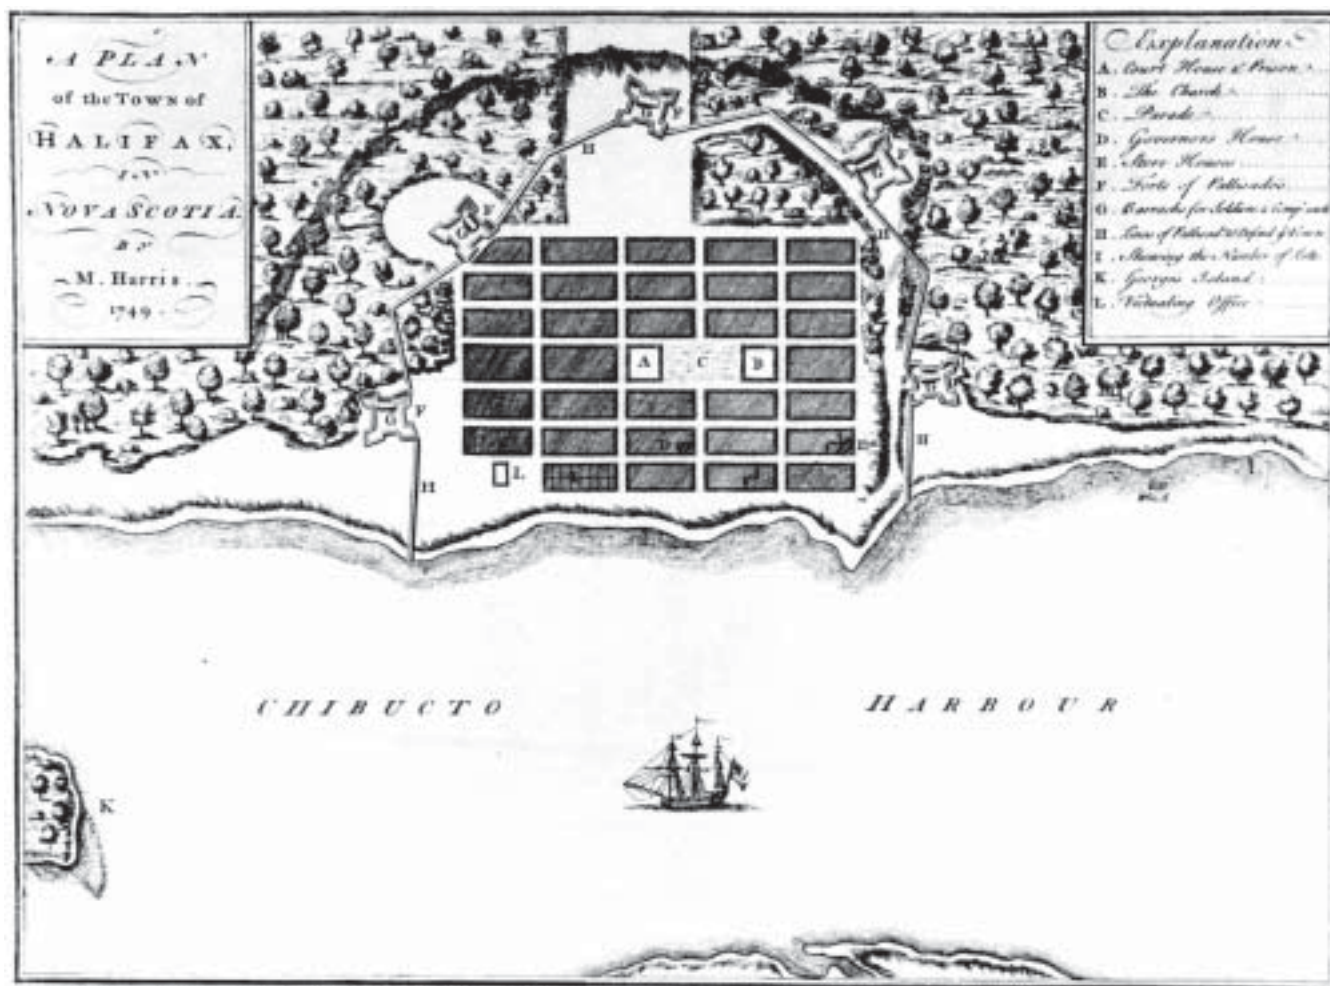 A PLAN
of the TOWN of
HALIFAX,
IN
NOVA SCOTIA.
BY
M. Harris
1749
Explanation
A. Court House & Prison
B. The Church
C. Parade
D. Governors House
E. Store Houses
F. Forts of Pallisados
G. Barracks for Soldiers
H. Lines of
I. Shewing the Number of Lots
K. Georges Island
L. Victualing Office
H
F
H
A
C
B
G
F
D
H
L
H
CHIBUCTO
HARBOUR
K